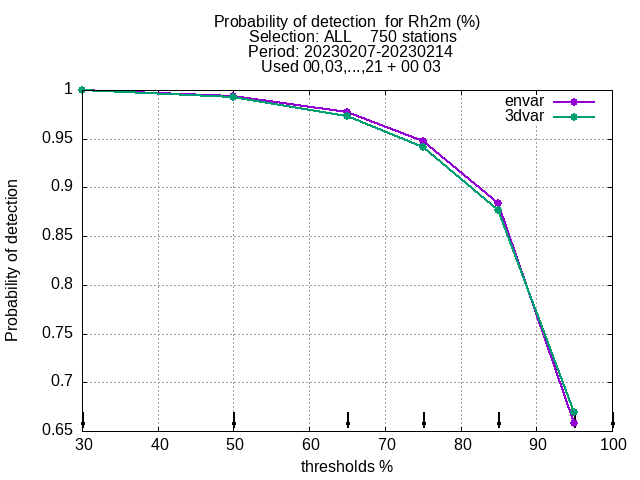 Probability of detection  for Rh2m (%)
Selection: ALL    750 stations
Period: 20230207-20230214
Used 00,03,...,21 + 00 03
envar
3dvar
1
0.95
0.9
0.85
0.8
0.75
0.7
0.65
Probability of detection
30 40 50 60 70 80 90 100
thresholds %